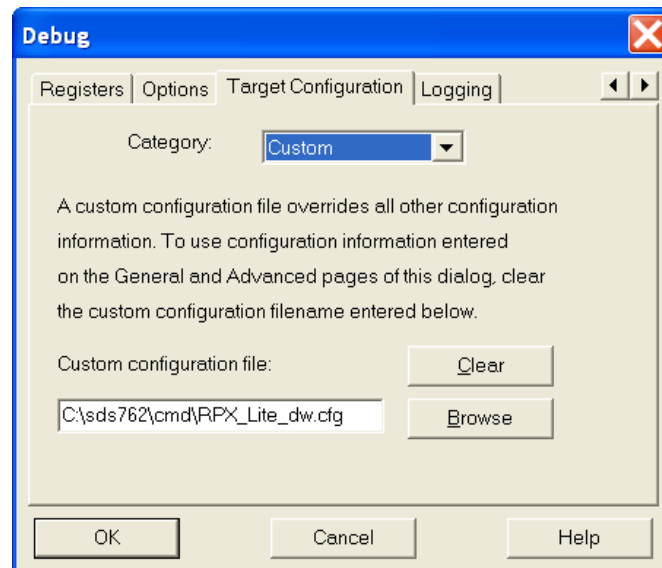 Debug
Registers Options Target Configuration Logging
Category: Custom
A custom configuration file overrides all other configuration
information. To use configuration information entered
on the General and Advanced pages of this dialog, clear
the custom configuration filename entered below.
Custom configuration file: Clear
C:\sds762\cmd\RPX_Lite_dw.cfg Browse
OK Cancel Help